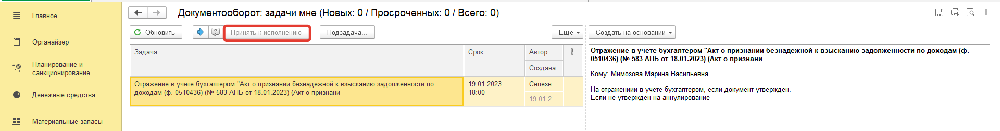 Документооборот: задачи мне (Новых: 0 / Просроченных: 0 / Всего: 0)
Главное
Органайзер
Планирование и
санкционирование
Денежные средства
Материальные запасы
Обновить
Принять к исполнению
Подзадача...
Еще
Создать на основании
Задача
Срок
Автор
Создана
Отражение в учете бухгалтером "Акт о признании безнадежной к взысканию задолженности по
доходам (ф. 0510436) (№ 583-АПБ от 18.01.2023) (Акт о признани
19.01.2023
18:00
Селезн...
19.01.2...
Отражение в учете бухгалтером "Акт о признании безнадежной к взысканию задолженности по доходам (ф.
0510436) (№ 583-АПБ от 18.01.2023) (Акт о признани
Кому: Мимозова Марина Васильевна
На отражениии в учете бухгалтером, если документ утвержден.
Если не утвержден на аннулирование